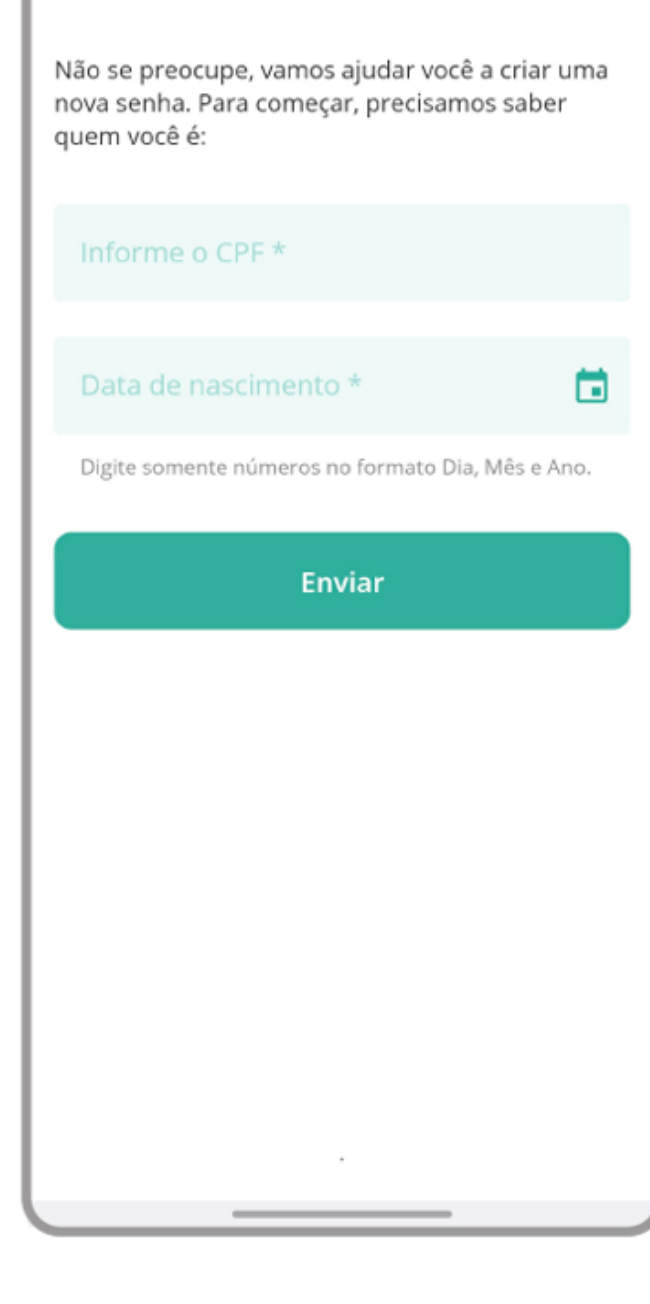 Não se preocupe, vamos ajudar você a criar uma
nova senha. Para começar, precisamos saber
quem você é:
Informe o CPF *
Data de nascimento *
Digite somente números no formato Dia, Mês e Ano.
Enviar